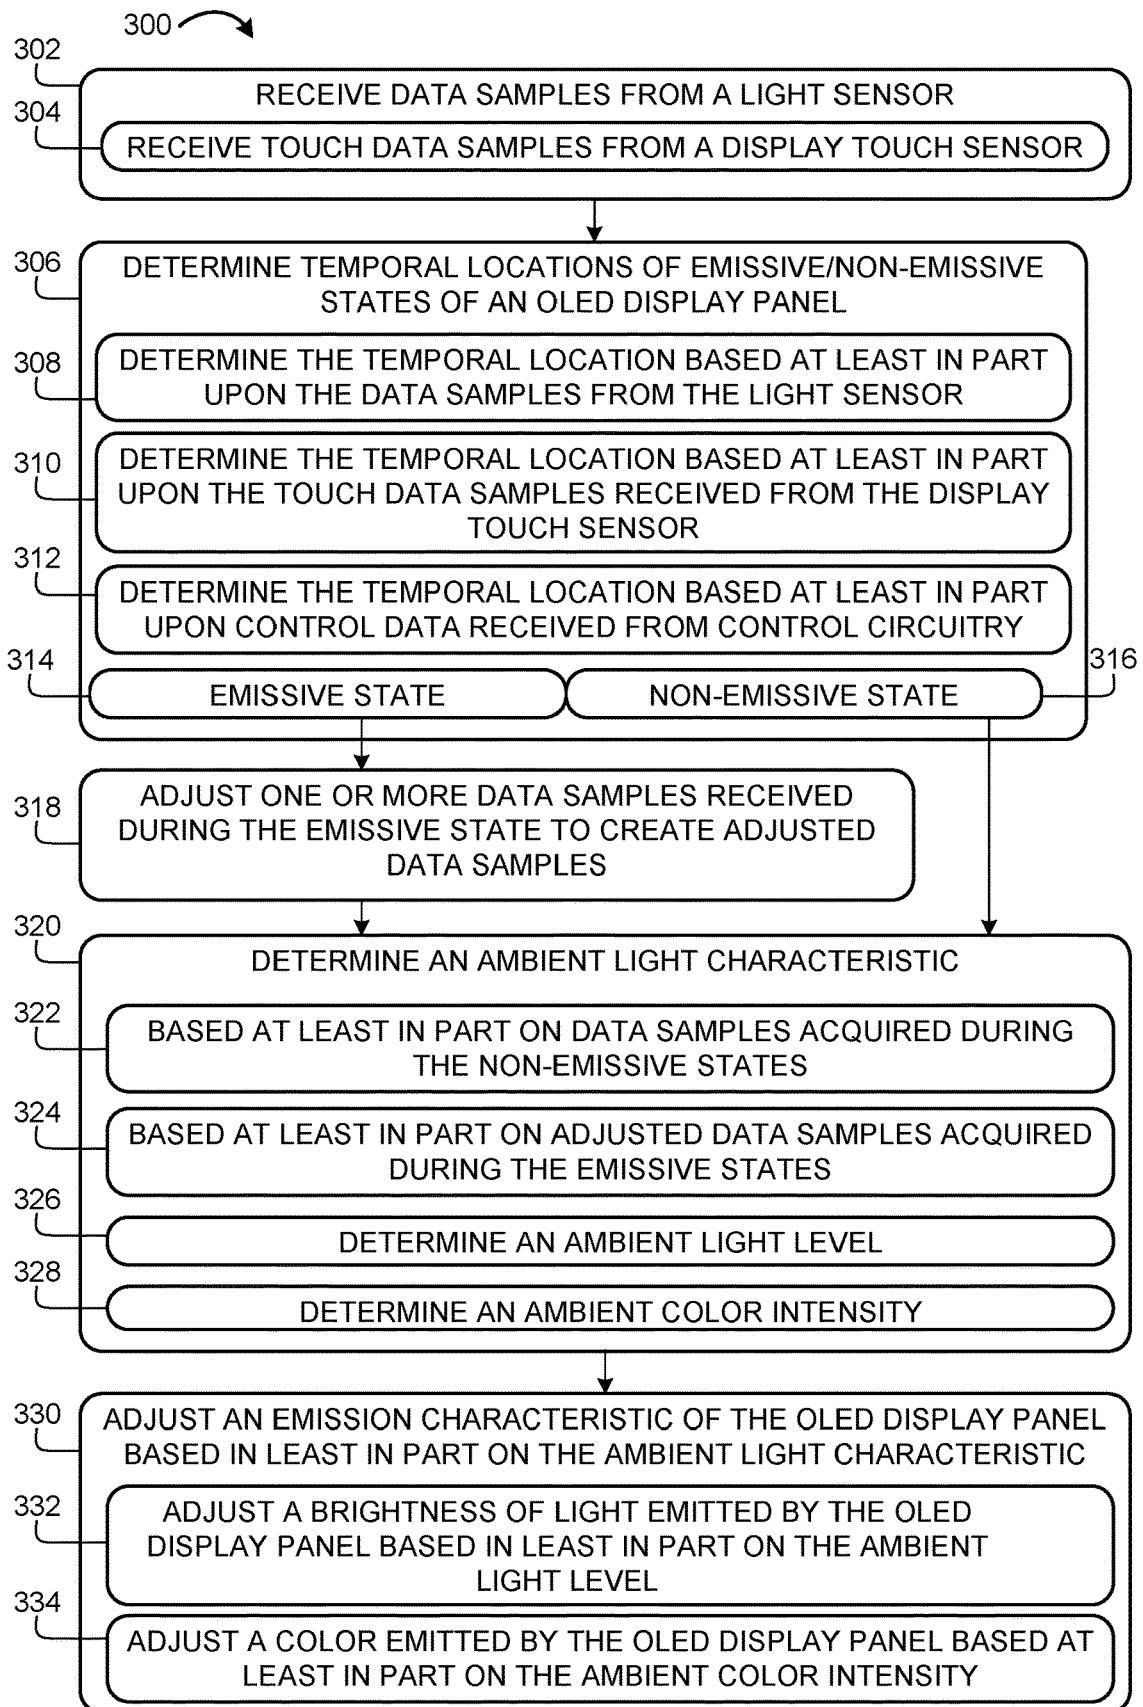 300
302
RECEIVE DATA SAMPLES FROM A LIGHT SENSOR
304
RECEIVE TOUCH DATA SAMPLES FROM A DISPLAY TOUCH SENSOR
306
DETERMINE TEMPORAL LOCATIONS OF EMISSIVE/NON-EMISSIVE
STATES OF AN OLED DISPLAY PANEL
308
DETERMINE THE TEMPORAL LOCATION BASED AT LEAST IN PART
UPON THE DATA SAMPLES FROM THE LIGHT SENSOR
310
DETERMINE THE TEMPORAL LOCATION BASED AT LEAST IN PART
UPON THE TOUCH DATA SAMPLES RECEIVED FROM THE DISPLAY
TOUCH SENSOR
312
DETERMINE THE TEMPORAL LOCATION BASED AT LEAST IN PART
UPON CONTROL DATA RECEIVED FROM CONTROL CIRCUITRY
314
EMISSIVE STATE
NON-EMISSIVE STATE
316
318
ADJUST ONE OR MORE DATA SAMPLES RECEIVED
DURING THE EMISSIVE STATE TO CREATE ADJUSTED
DATA SAMPLES
320
DETERMINE AN AMBIENT LIGHT CHARACTERISTIC
322
BASED AT LEAST IN PART ON DATA SAMPLES ACQUIRED DURING
THE NON-EMISSIVE STATES
324
BASED AT LEAST IN PART ON ADJUSTED DATA SAMPLES ACQUIRED
DURING THE EMISSIVE STATES
326
DETERMINE AN AMBIENT LIGHT LEVEL
328
DETERMINE AN AMBIENT COLOR INTENSITY
330
ADJUST AN EMISSION CHARACTERISTIC OF THE OLED DISPLAY PANEL
BASED IN LEAST IN PART ON THE AMBIENT LIGHT CHARACTERISTIC
332
ADJUST A BRIGHTNESS OF LIGHT EMITTED BY THE OLED
DISPLAY PANEL BASED IN LEAST IN PART ON THE AMBIENT
LIGHT LEVEL
334
ADJUST A COLOR EMITTED BY THE OLED DISPLAY PANEL BASED AT
LEAST IN PART ON THE AMBIENT COLOR INTENSITY